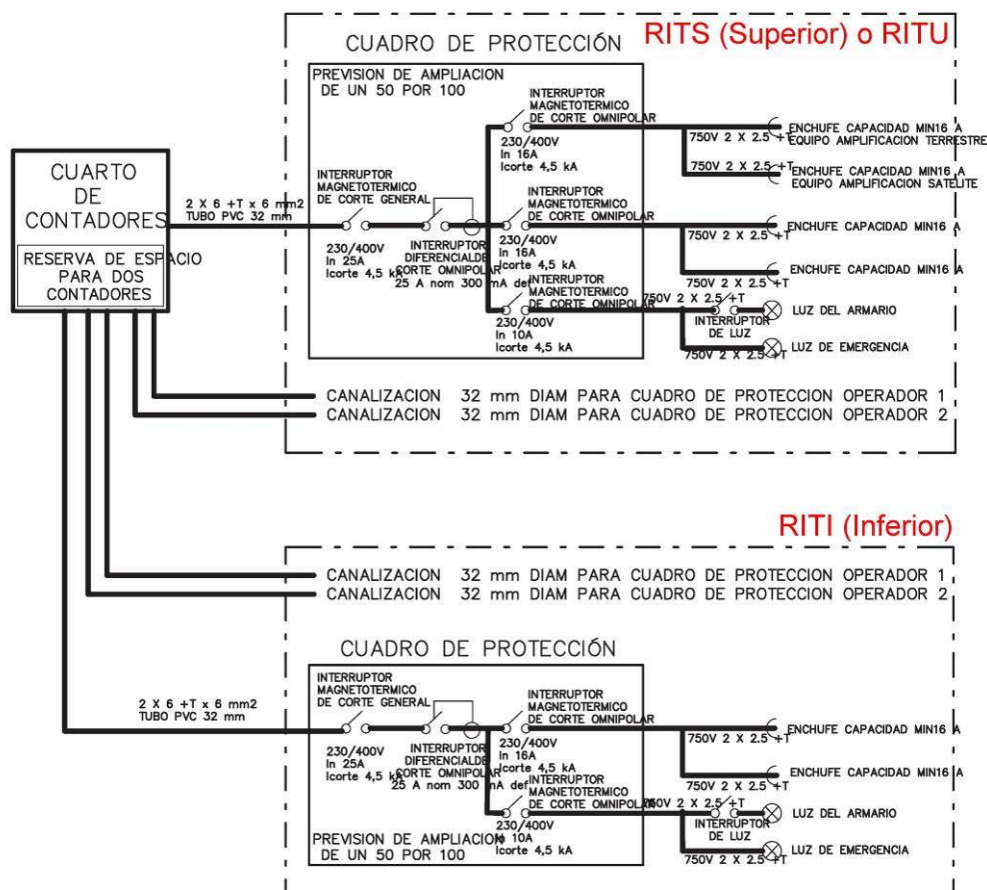 RITS (Superior) o RITU
CUADRO DE PROTECCIÓN
PREVISION DE AMPLIACION
DE UN 50 POR 100
INTERRUPTOR
MAGNETOTERMICO
DE CORTE OMNIPOLAR
230/400V
In 16A
Icorte 4,5 kA
750V 2 X 2.5 +T
ENCHUFE CAPACIDAD MIN16 A
EQUIPO AMPLIFICACION TERRESTRE
750V 2 X 2.5 +T
ENCHUFE CAPACIDAD MIN16 A
EQUIPO AMPLIFICACION SATELITE
CUARTO
DE
CONTADORES
RESERVA DE ESPACIO
PARA DOS
CONTADORES
2 X 6 +T x 6 mm2
TUBO PVC 32 mm
INTERRUPTOR
MAGNETOTERMICO
DE CORTE GENERAL
230/400V
In 25A
Icorte 4,5 kA
INTERRUPTOR
DIFERENCIALDE
CORTE OMNIPOLAR
25 A nom 300 mA def
INTERRUPTOR
MAGNETOTERMICO
DE CORTE OMNIPOLAR
230/400V
In 16A
Icorte 4,5 kA
750V 2 X 2.5 +T
ENCHUFE CAPACIDAD MIN16 A
750V 2 X 2.5 +T
ENCHUFE CAPACIDAD MIN16 A
INTERRUPTOR
MAGNETOTERMICO
DE CORTE OMNIPOLAR
230/400V
In 10A
Icorte 4,5 kA
750V 2 X 2.5 +T
INTERRUPTOR
DE LUZ
LUZ DEL ARMARIO
750V 2 X 2.5 +T
LUZ DE EMERGENCIA
CANALIZACION 32 mm DIAM PARA CUADRO DE PROTECCION OPERADOR 1
CANALIZACION 32 mm DIAM PARA CUADRO DE PROTECCION OPERADOR 2
RITI (Inferior)
CANALIZACION 32 mm DIAM PARA CUADRO DE PROTECCION OPERADOR 1
CANALIZACION 32 mm DIAM PARA CUADRO DE PROTECCION OPERADOR 2
CUADRO DE PROTECCIÓN
2 X 6 +T x 6 mm2
TUBO PVC 32 mm
INTERRUPTOR
MAGNETOTERMICO
DE CORTE GENERAL
230/400V
In 25A
Icorte 4,5 kA
INTERRUPTOR
DIFERENCIALDE
CORTE OMNIPOLAR
25 A nom 300 mA def
INTERRUPTOR
MAGNETOTERMICO
DE CORTE OMNIPOLAR
230/400V
In 16A
Icorte 4,5 kA
750V 2 X 2.5 +T
ENCHUFE CAPACIDAD MIN16 A
750V 2 X 2.5 +T
ENCHUFE CAPACIDAD MIN16 A
INTERRUPTOR
MAGNETOTERMICO
DE CORTE OMNIPOLAR
230/400V
In 10A
Icorte 4,5 kA
750V 2 X 2.5 +T
INTERRUPTOR
DE LUZ
LUZ DEL ARMARIO
750V 2 X 2.5 +T
LUZ DE EMERGENCIA
PREVISION DE AMPLIACION
DE UN 50 POR 100